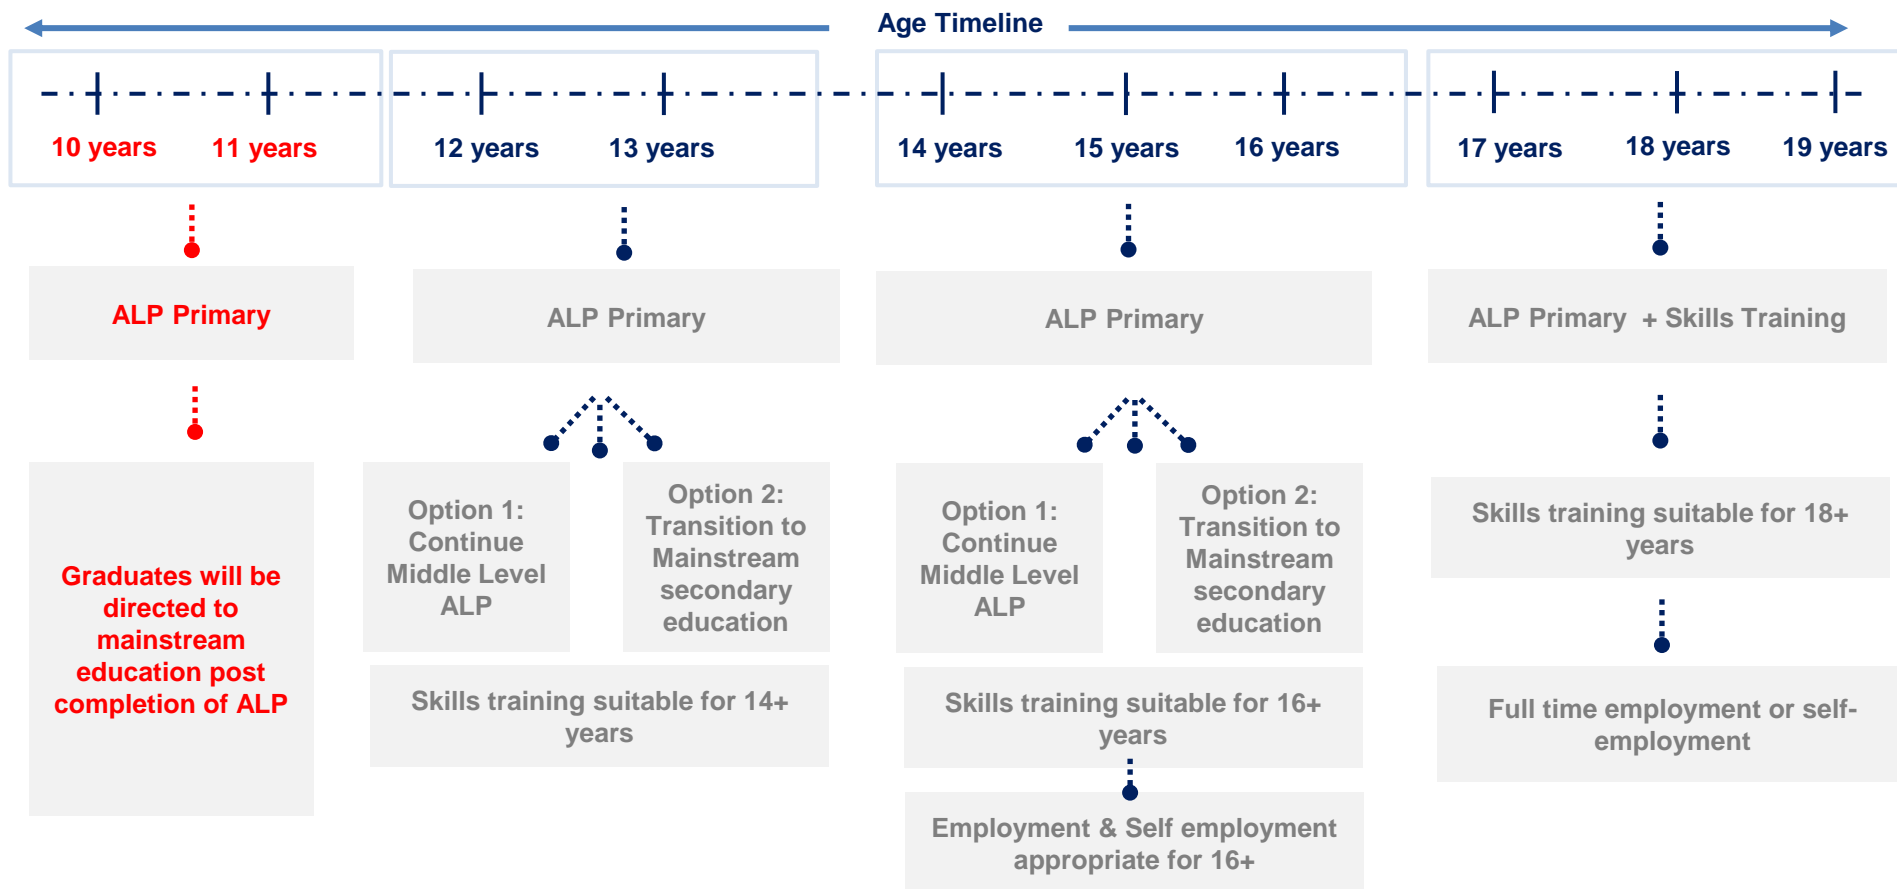 Age Timeline
10 years
11 years
12 years
13 years
14 years
15 years
16 years
17 years
18 years
19 years
ALP Primary
ALP Primary
ALP Primary
ALP Primary + Skills Training
Graduates will be
directed to
mainstream
education post
completion of ALP
Option 1:
Continue
Middle Level
ALP
Option 2:
Transition to
Mainstream
secondary
education
Skills training suitable for 14+
years
Option 1:
Continue
Middle Level
ALP
Option 2:
Transition to
Mainstream
secondary
education
Skills training suitable for 16+
years
Employment & Self employment
appropriate for 16+
Skills training suitable for 18+
years
Full time employment or self-
employment